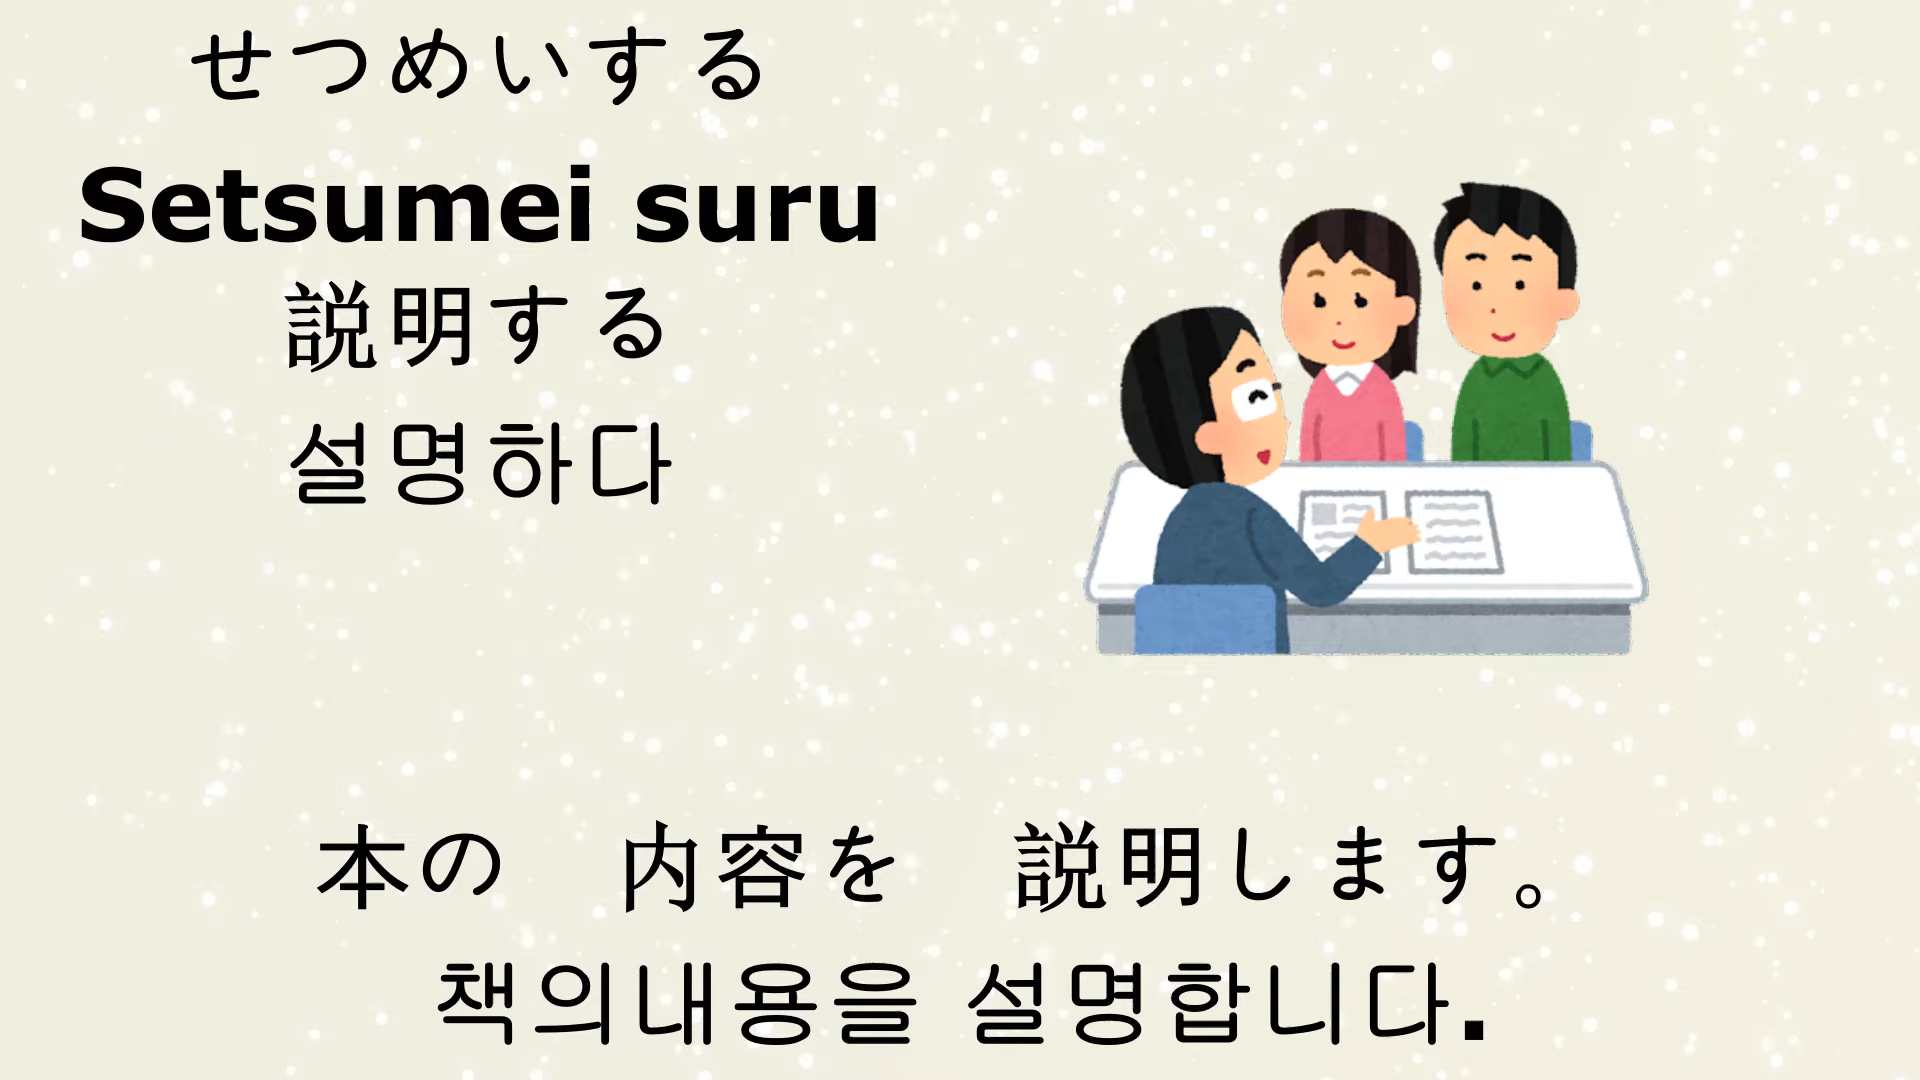 せつめいする
Setsumei suru
説明する
설명하다
本の　内容を　説明します。
책의내용을 설명합니다.